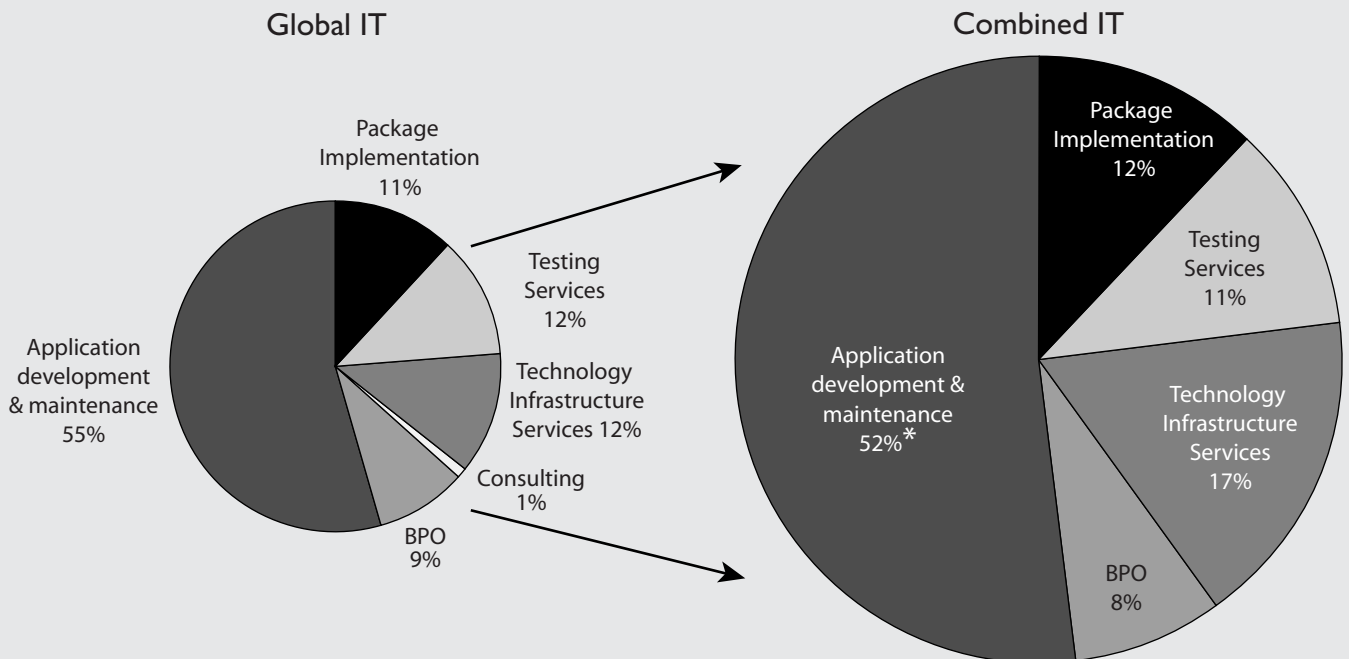 Global IT
Package
Implementation
11%
Testing
Services
12%
Technology
Infrastructure
Services 12%
Consulting
1%
BPO
9%
Application
development
& maintenance
55%
Combined IT
Package
Implementation
12%
Testing
Services
11%
Technology
Infrastructure
Services
17%
BPO
8%
Application
development &
maintenance
52%*